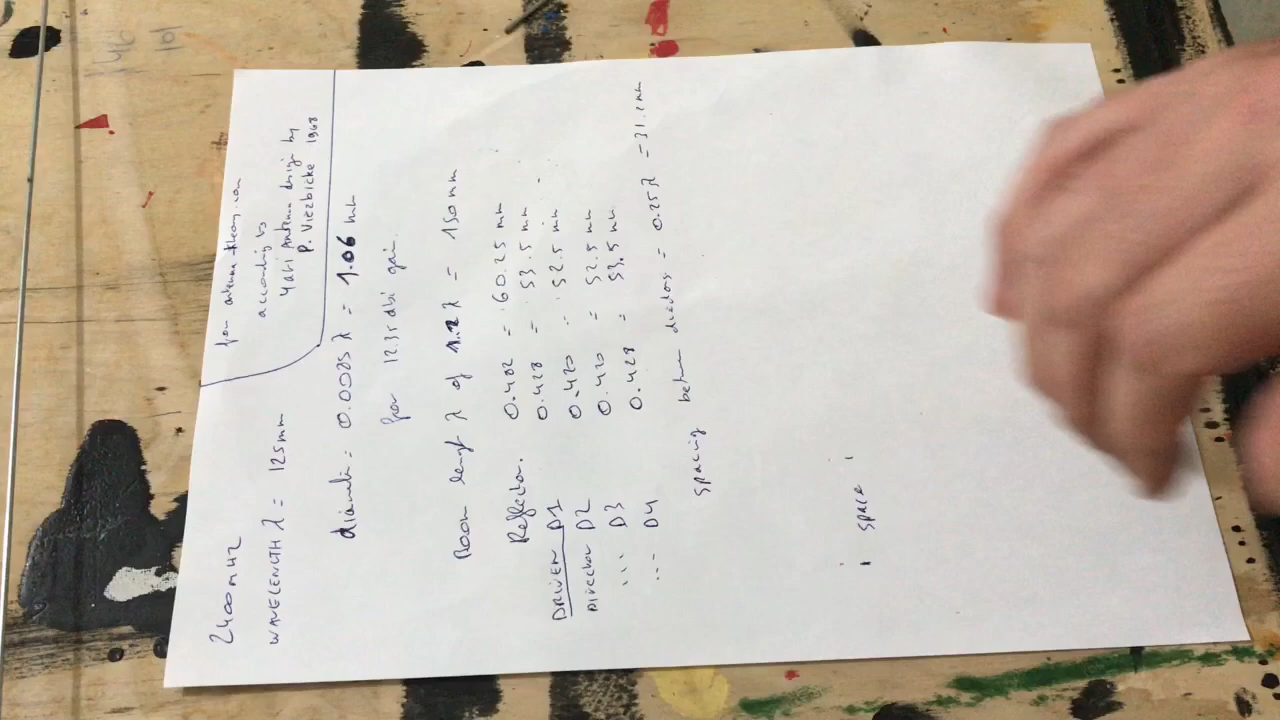 2400MHz
WAVELENGTH λ = 125mm
for antenna theory.com
according to
Yagi Antenna design by
P. Viezbicke 1968
diameter = 0.0085 λ = 1.06 mm
for 12.35 dbi gain.
Boom length λ of 1.2 λ = 150mm
Reflector. 0.482 = 60.25 mm
DRIVEN D1 0.428 = 53.5 mm
Director D2 0.420 = 52.5 mm
... D3 0.420 = 52.5 mm
... D4 0.428 = 53.5 mm
spacing between directors = 0.25 λ = 31.2 mm
space